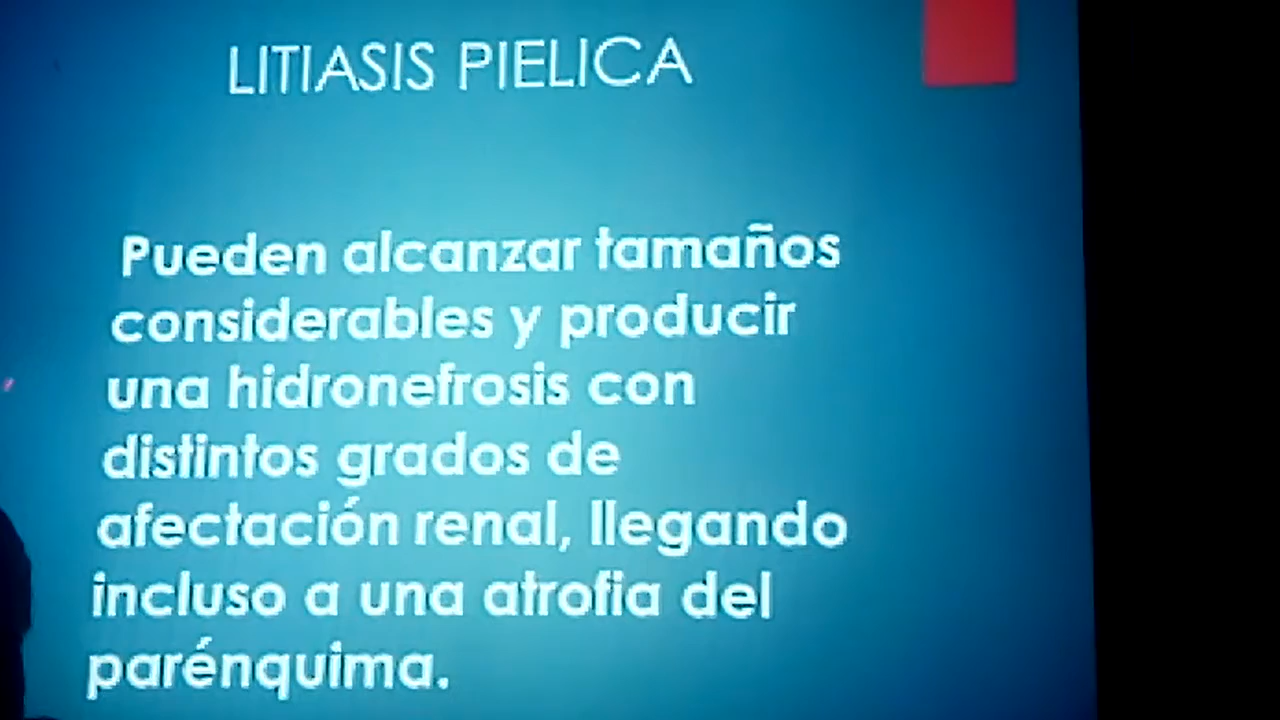 LITIASIS PIELICA
Pueden alcanzar tamaños
considerables y producir
una hidronefrosis con
distintos grados de
afectación renal, llegando
incluso a una atrofia del
parénquima.